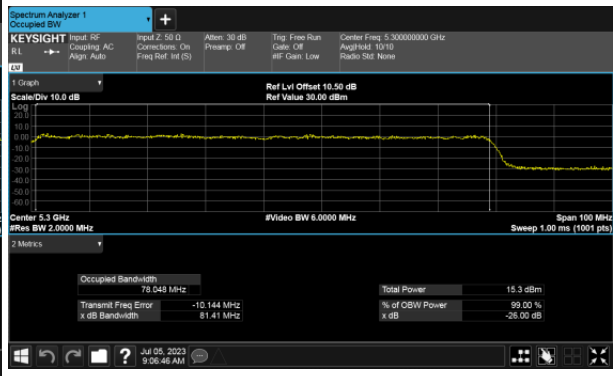 Spectrum Analyzer 1
Occupied BW
KEYSIGHT Input: RF Input Z: 50 Ω Atten: 30 dB Trig: Free Run Center Freq: 5.300000000 GHz
RL Coupling: AC Corrections: On Preamp: Off Gate: Off Avg|Hold: 10/10
Align: Auto Freq Ref: Int (S) #IF Gain: Low Radio Std: None
LXI
1 Graph
Ref Lvl Offset 10.50 dB
Scale/Div 10.0 dB Ref Value 30.00 dBm
Log
20.0
10.0
0.00
-10.0
-20.0
-30.0
-40.0
-50.0
-60.0
Center 5.3 GHz #Video BW 6.0000 MHz Span 100 MHz
#Res BW 2.0000 MHz Sweep 1.00 ms (1001 pts)
2 Metrics
Occupied Bandwidth
78.048 MHz Total Power 15.3 dBm
Transmit Freq Error -10.144 MHz % of OBW Power 99.00 %
x dB Bandwidth 81.41 MHz x dB -26.00 dB
Jul 05, 2023
9:06:46 AM